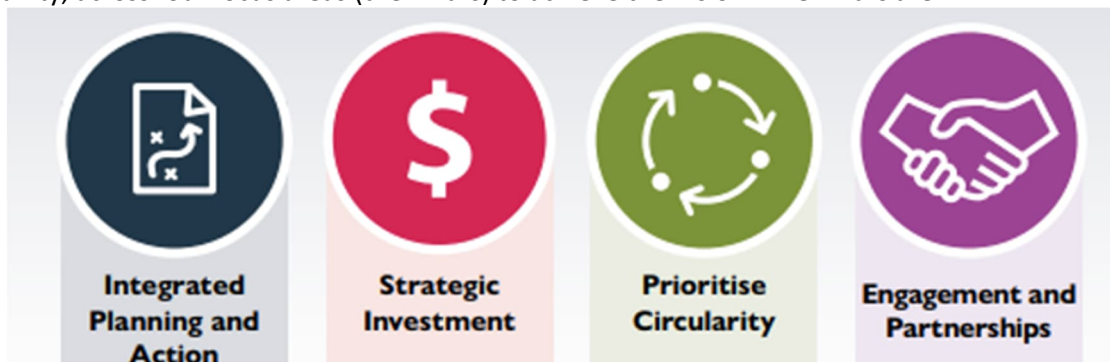 Integrated
Planning and
Action
Strategic
Investment
Prioritise
Circularity
Engagement and
Partnerships